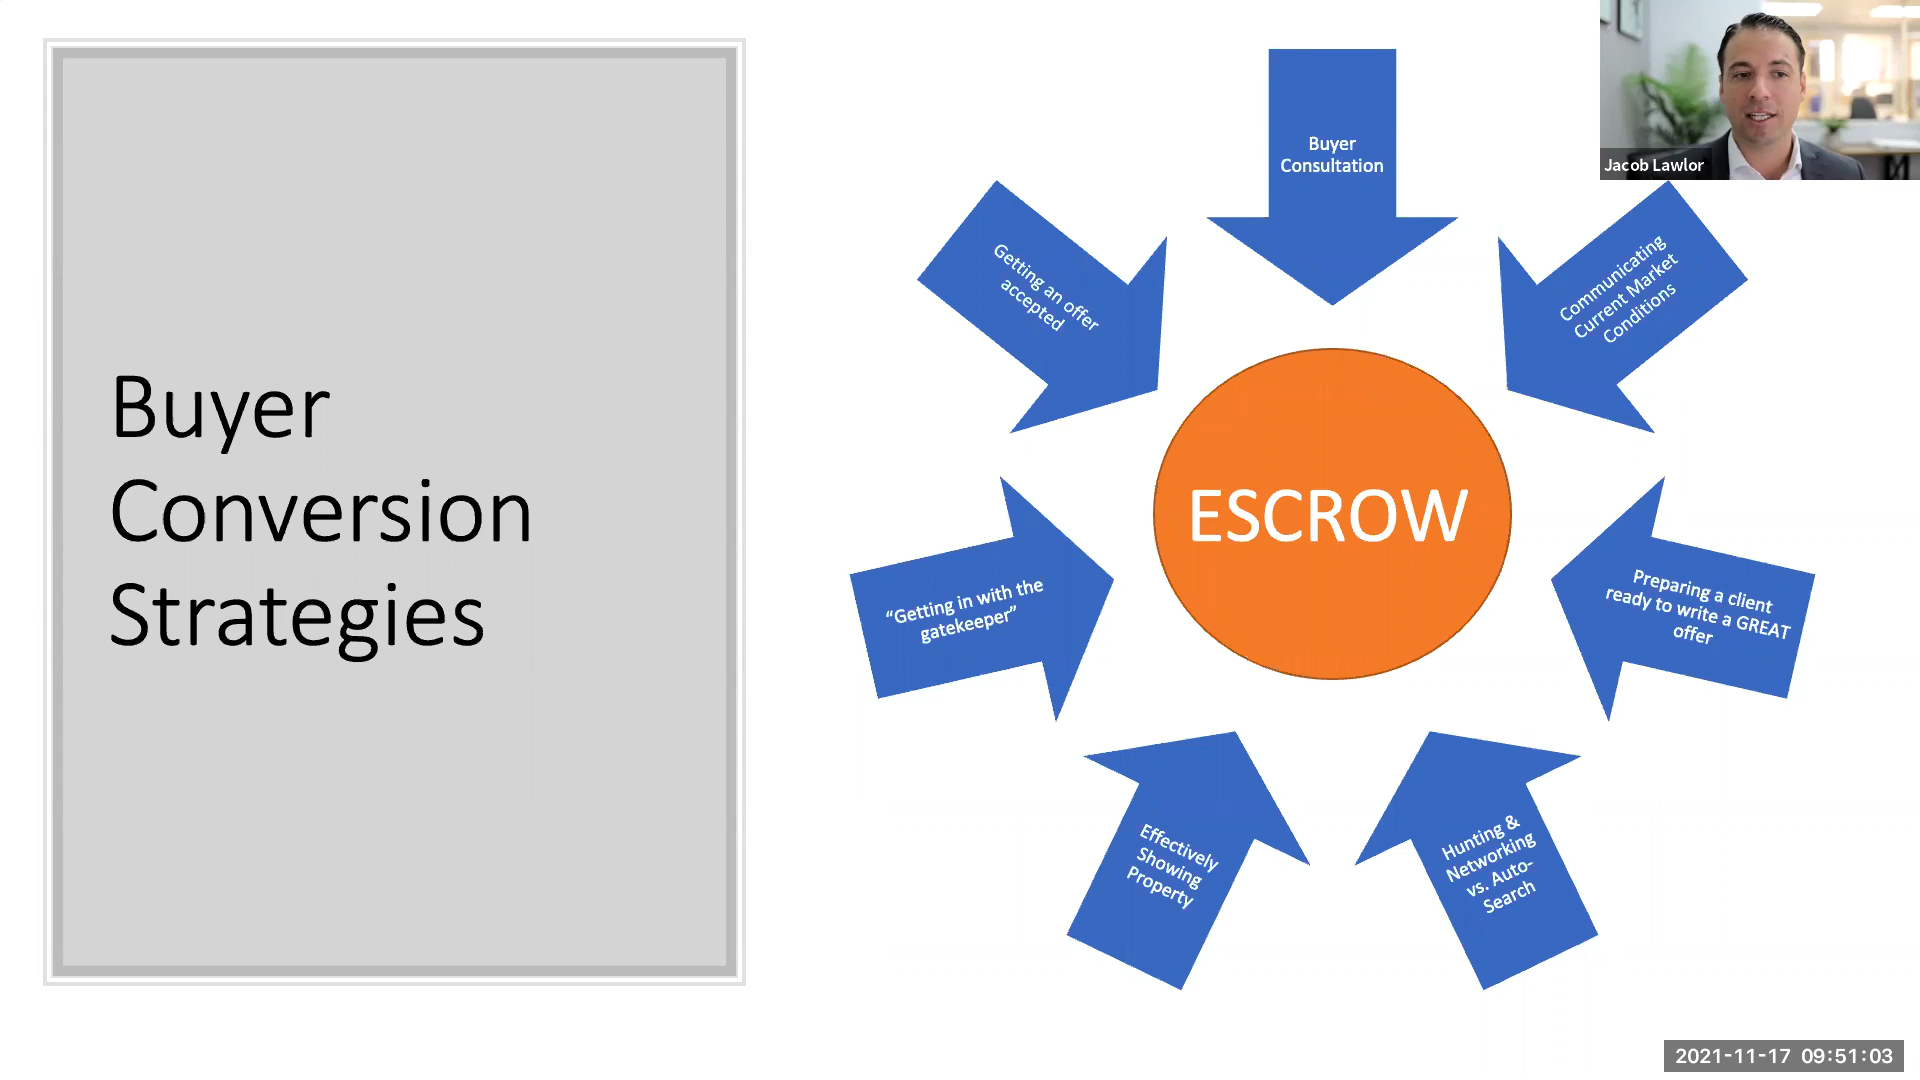 Buyer
Conversion
Strategies
Buyer
Consultation
Communicating
Current Market
Conditions
Preparing a client
ready to write a GREAT
offer
Hunting &
Networking
vs. Auto-
Search
Effectively
Showing
Property
“Getting in with the
gatekeeper”
Getting an offer
accepted
ESCROW
Jacob Lawlor
2021-11-17 09:51:03